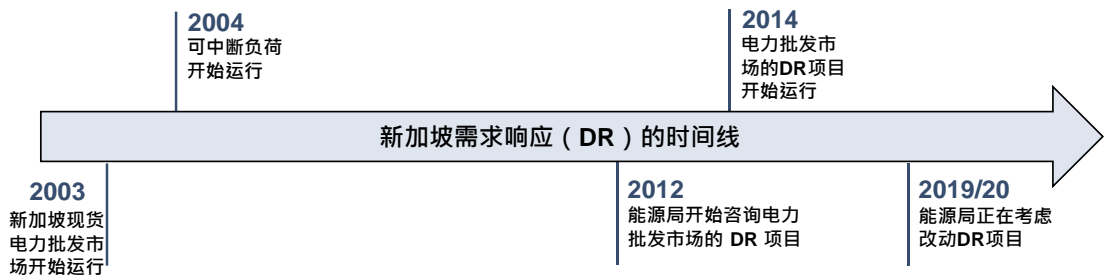 2004
可中断负荷
开始运行
2014
电力批发市
场的DR项目
开始运行
新加坡需求响应（DR）的时间线
2003
新加坡现货
电力批发市
场开始运行
2012
能源局开始咨询电力
批发市场的 DR 项目
2019/20
能源局正在考虑
改动DR项目